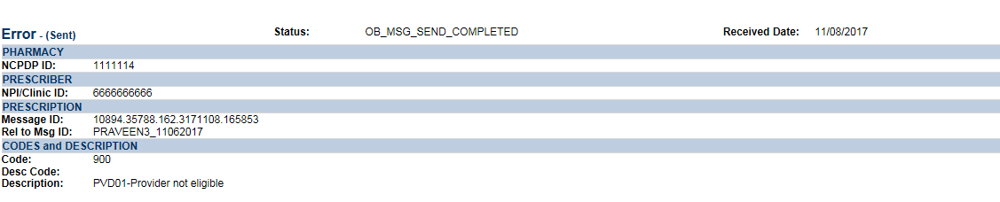 Error - (Sent) Status: OB_MSG_SEND_COMPLETED Received Date: 11/08/2017
PHARMACY
NCPDP ID: 1111114
PRESCRIBER
NPI/Clinic ID: 6666666666
PRESCRIPTION
Message ID: 10894.35788.162.3171108.165853
Rel to Msg ID: PRAVEEN3_11062017
CODES and DESCRIPTION
Code: 900
Desc Code:
Description: PVD01-Provider not eligible